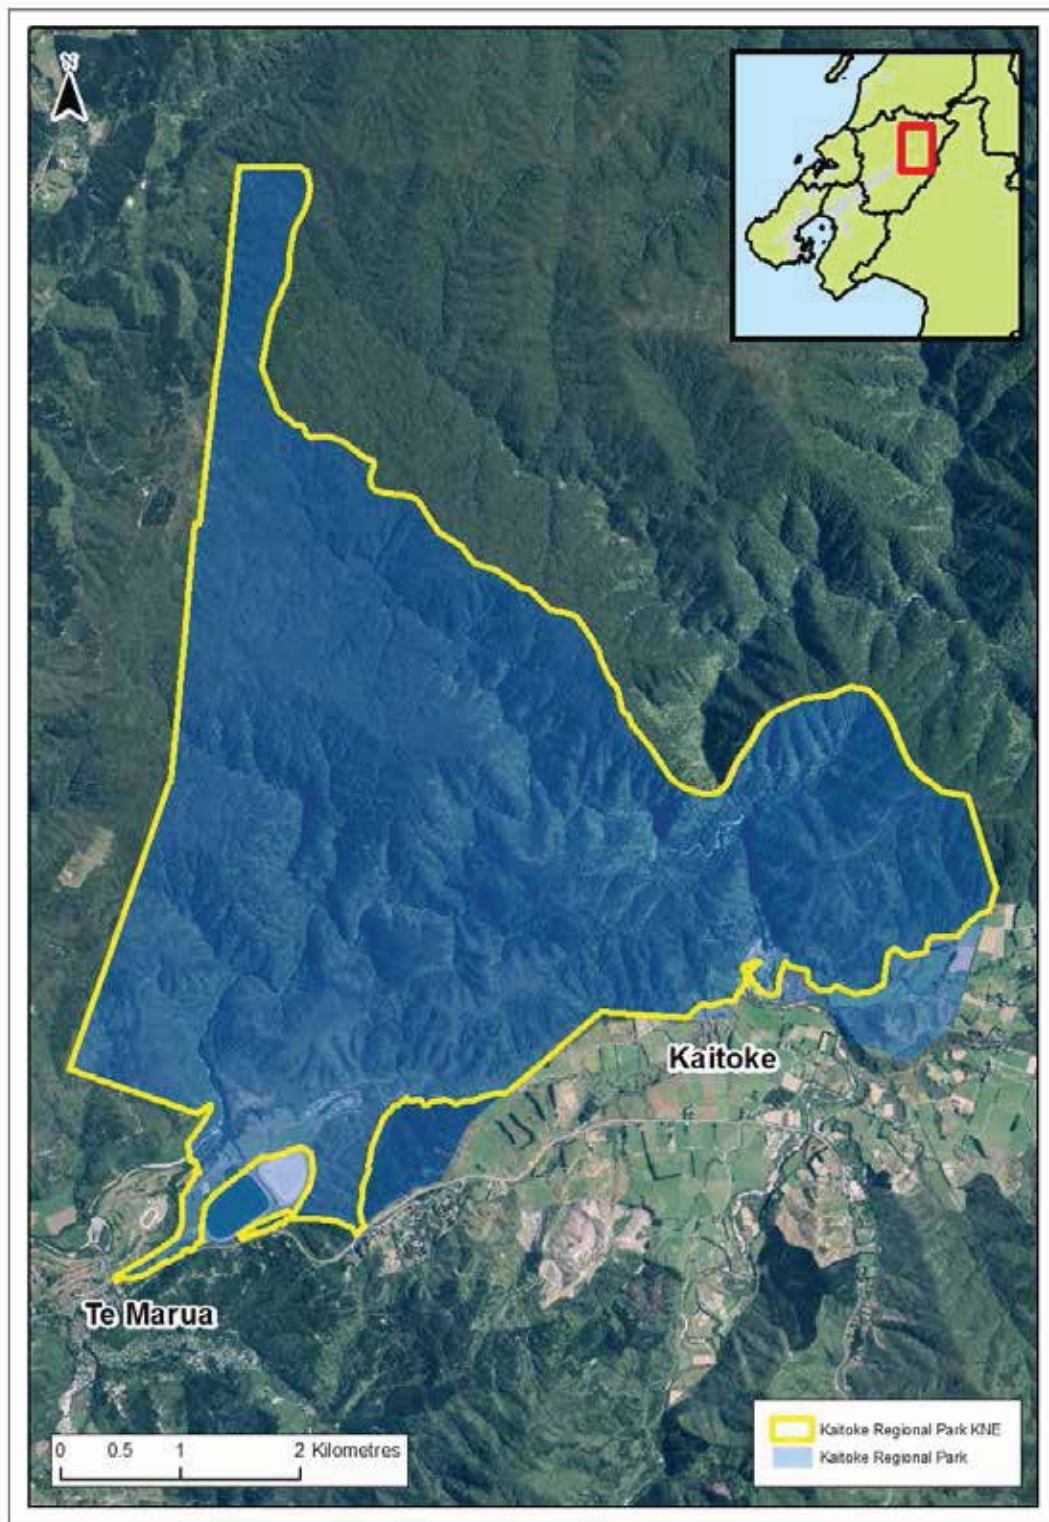 N
Kaitoke
Te Marua
0 0.5 1 2 Kilometres
Kaitoke Regional Park KNE
Kaitoke Regional Park